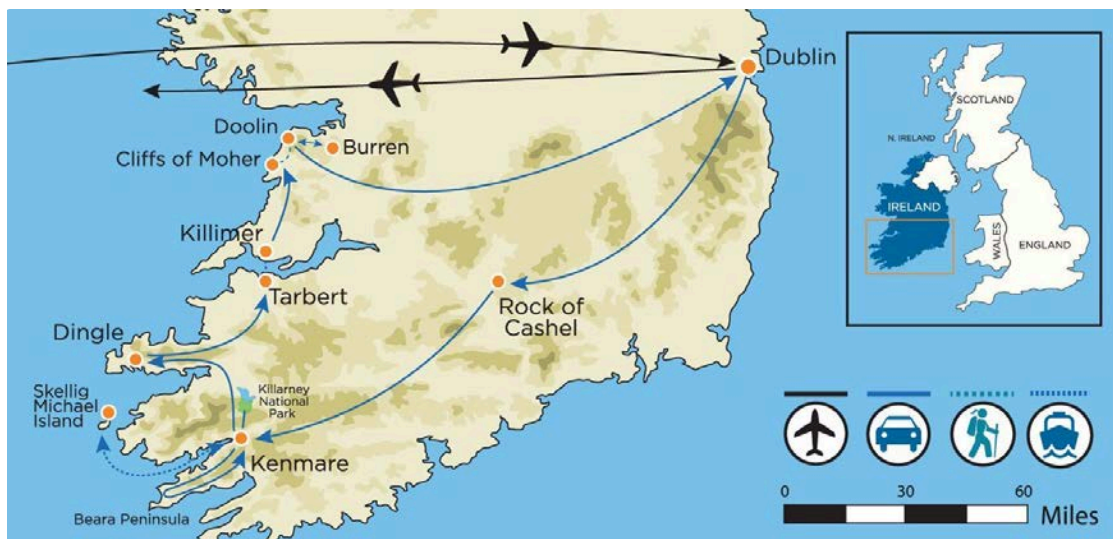 Dublin
Doolin
Burren
Cliffs of Moher
Killimer
Tarbert
Rock of
Cashel
Dingle
Skellig
Michael
Island
Killarney
National
Park
Kenmare
Beara Peninsula
SCOTLAND
N. IRELAND
IRELAND
WALES
ENGLAND
0 30 60
Miles